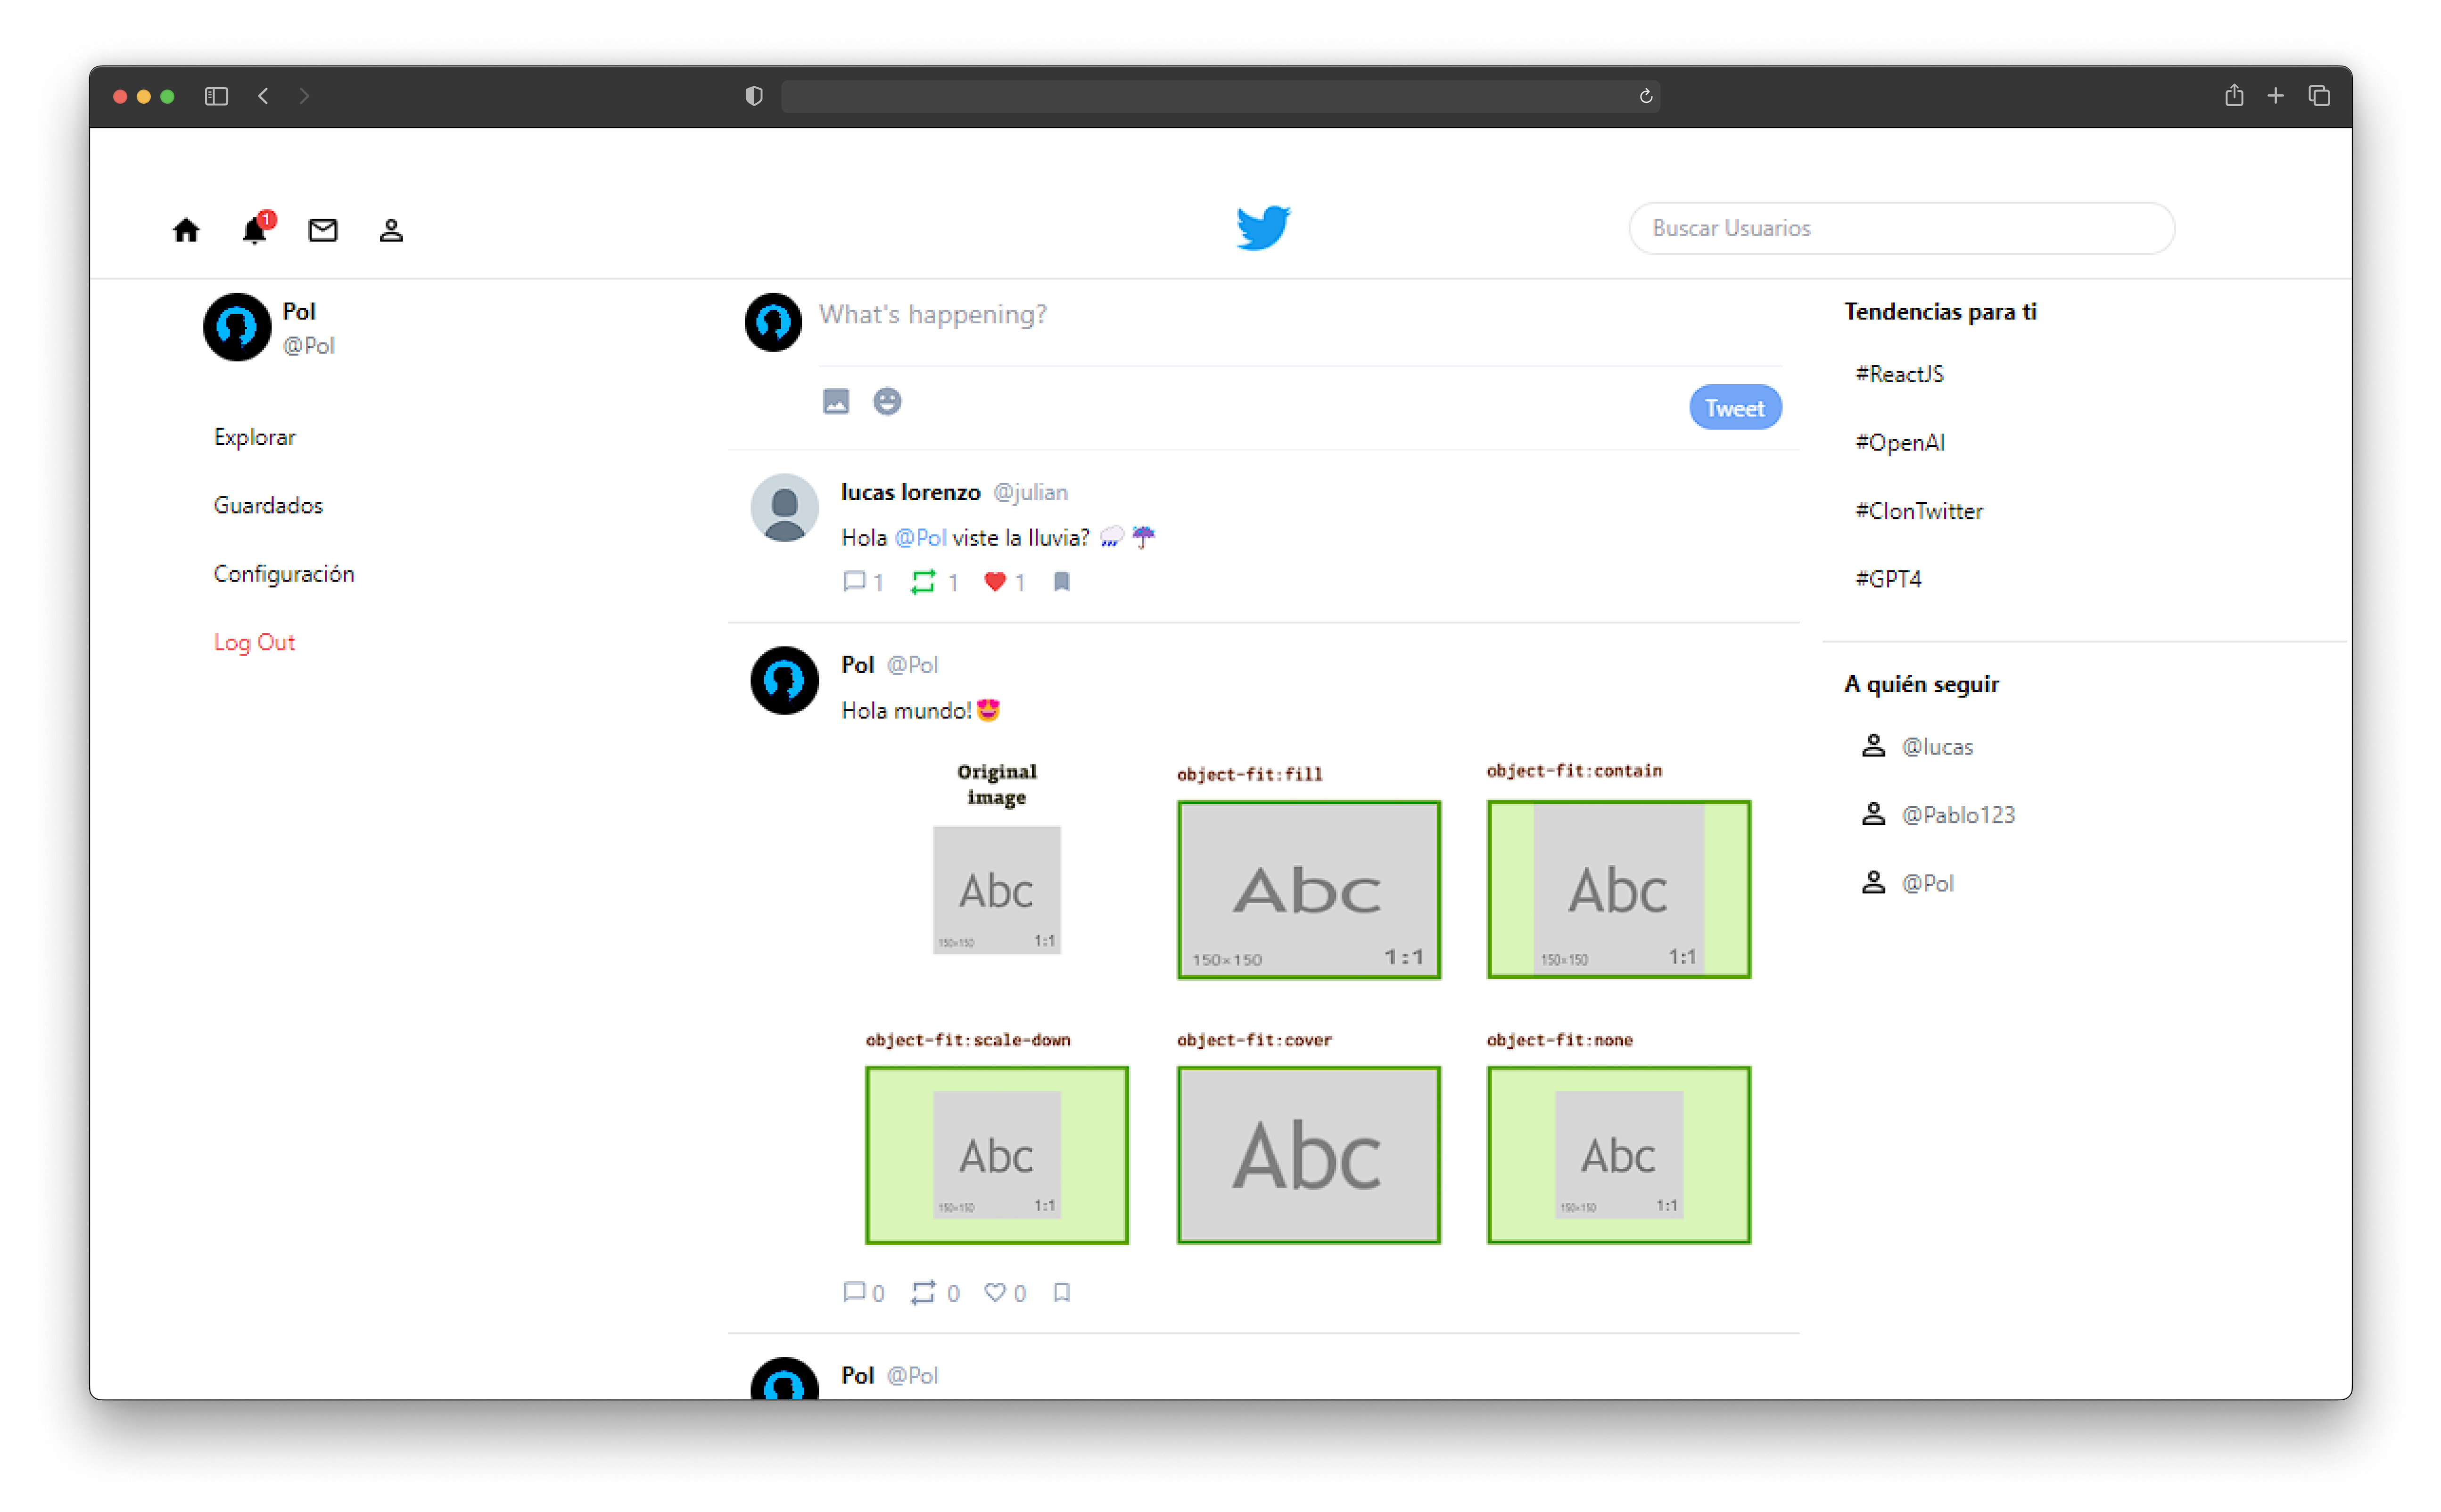 1
Buscar Usuarios
Pol
@Pol
Explorar
Guardados
Configuración
Log Out
What's happening?
Tweet
lucas lorenzo @julian
Hola @Pol viste la lluvia? 🌧️ ☔
1 1 1
Pol @Pol
Hola mundo!😍
Original
image
object-fit:fill
object-fit:contain
Abc
150×150 1:1
Abc
150×150 1:1
Abc
150×150 1:1
object-fit:scale-down
object-fit:cover
object-fit:none
Abc
150×150 1:1
Abc
Abc
150×150 1:1
0 0 0
Pol @Pol
Tendencias para ti
#ReactJS
#OpenAI
#ClonTwitter
#GPT4
A quién seguir
@lucas
@Pablo123
@Pol